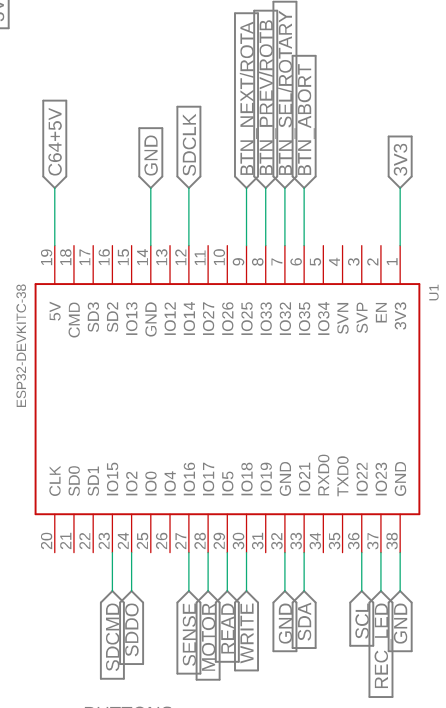 C64+5V
GND
SDCLK
BTN_NEXT/ROTA
BTN_PREV/ROTB
BTN_SEL/ROTARY
BTN_ABORT
3V3
19
18
17
16
15
14
13
12
11
10
9
8
7
6
5
4
3
2
1
ESP32-DEVKITC-38
U1
5V
CMD
SD3
SD2
IO13
GND
IO12
IO14
IO27
IO26
IO25
IO33
IO32
IO35
IO34
SVN
SVP
EN
3V3
CLK
SD0
SD1
IO15
IO2
IO0
IO4
IO16
IO17
IO5
IO18
IO19
GND
IO21
RXD0
TXD0
IO22
IO23
GND
20
21
22
23
24
25
26
27
28
29
30
31
32
33
34
35
36
37
38
SDCMD
SDDO
SENSE
MOTOR
READ
WRITE
GND
SDA
SCL
REC_LED
GND